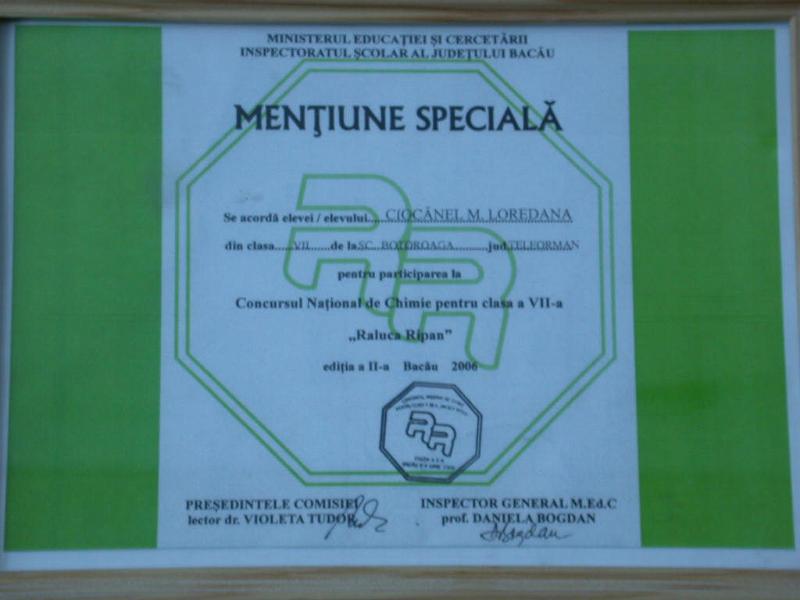 MINISTERUL EDUCAŢIEI ŞI CERCETĂRII
INSPECTORATUL ŞCOLAR AL JUDEŢULUI BACĂU
MENŢIUNE SPECIALĂ
Se acordă elevei / elevului.... CIOCĂNEL M. LOREDANA
din clasa.....VII......de la.SC. BOTOROAGA..........jud.TELEORMAN
pentru participarea la
Concursul Naţional de Chimie pentru clasa a VII-a
„Raluca Ripan”
ediţia a II-a Bacău 2006
RR
PREŞEDINTELE COMISIEI
lector dr. VIOLETA TUDOR
INSPECTOR GENERAL M.Ed.C
prof. DANIELA BOGDAN